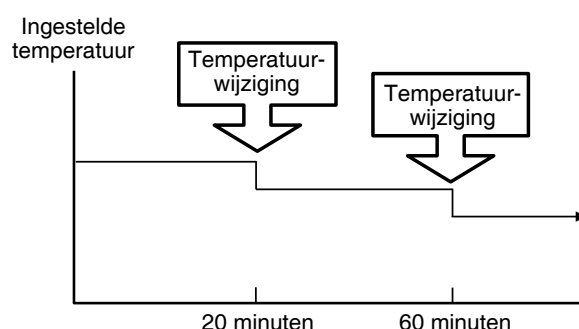 Ingestelde
temperatuur
Temperatuur-
wijziging
Temperatuur-
wijziging
20 minuten
60 minuten